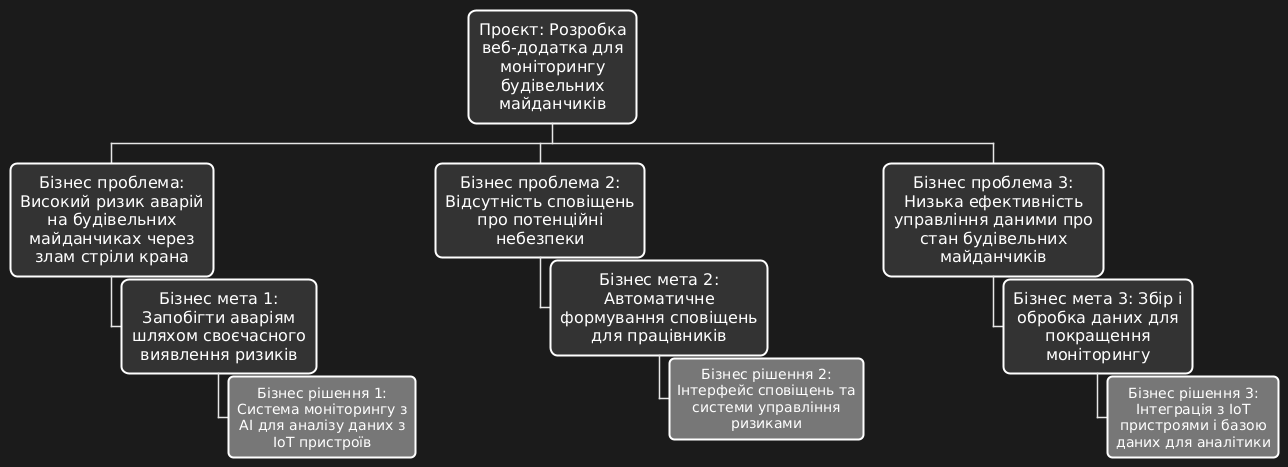 Проєкт: Розробка
веб-додатка для
моніторингу
будівельних
майданчиків
Бізнес проблема:
Високий ризик аварій
на будівельних
майданчиках через
злам стріли крана
Бізнес мета 1:
Запобігти аваріям
шляхом своєчасного
виявлення ризиків
Бізнес рішення 1:
Система моніторингу з
AI для аналізу даних з
IoT пристроїв
Бізнес проблема 2:
Відсутність сповіщень
про потенційні
небезпеки
Бізнес мета 2:
Автоматичне
формування сповіщень
для працівників
Бізнес рішення 2:
Інтерфейс сповіщень та
системи управління
ризиками
Бізнес проблема 3:
Низька ефективність
управління даними про
стан будівельних
майданчиків
Бізнес мета 3: Збір і
обробка даних для
покращення
моніторингу
Бізнес рішення 3:
Інтеграція з IoT
пристроями і базою
даних для аналітики